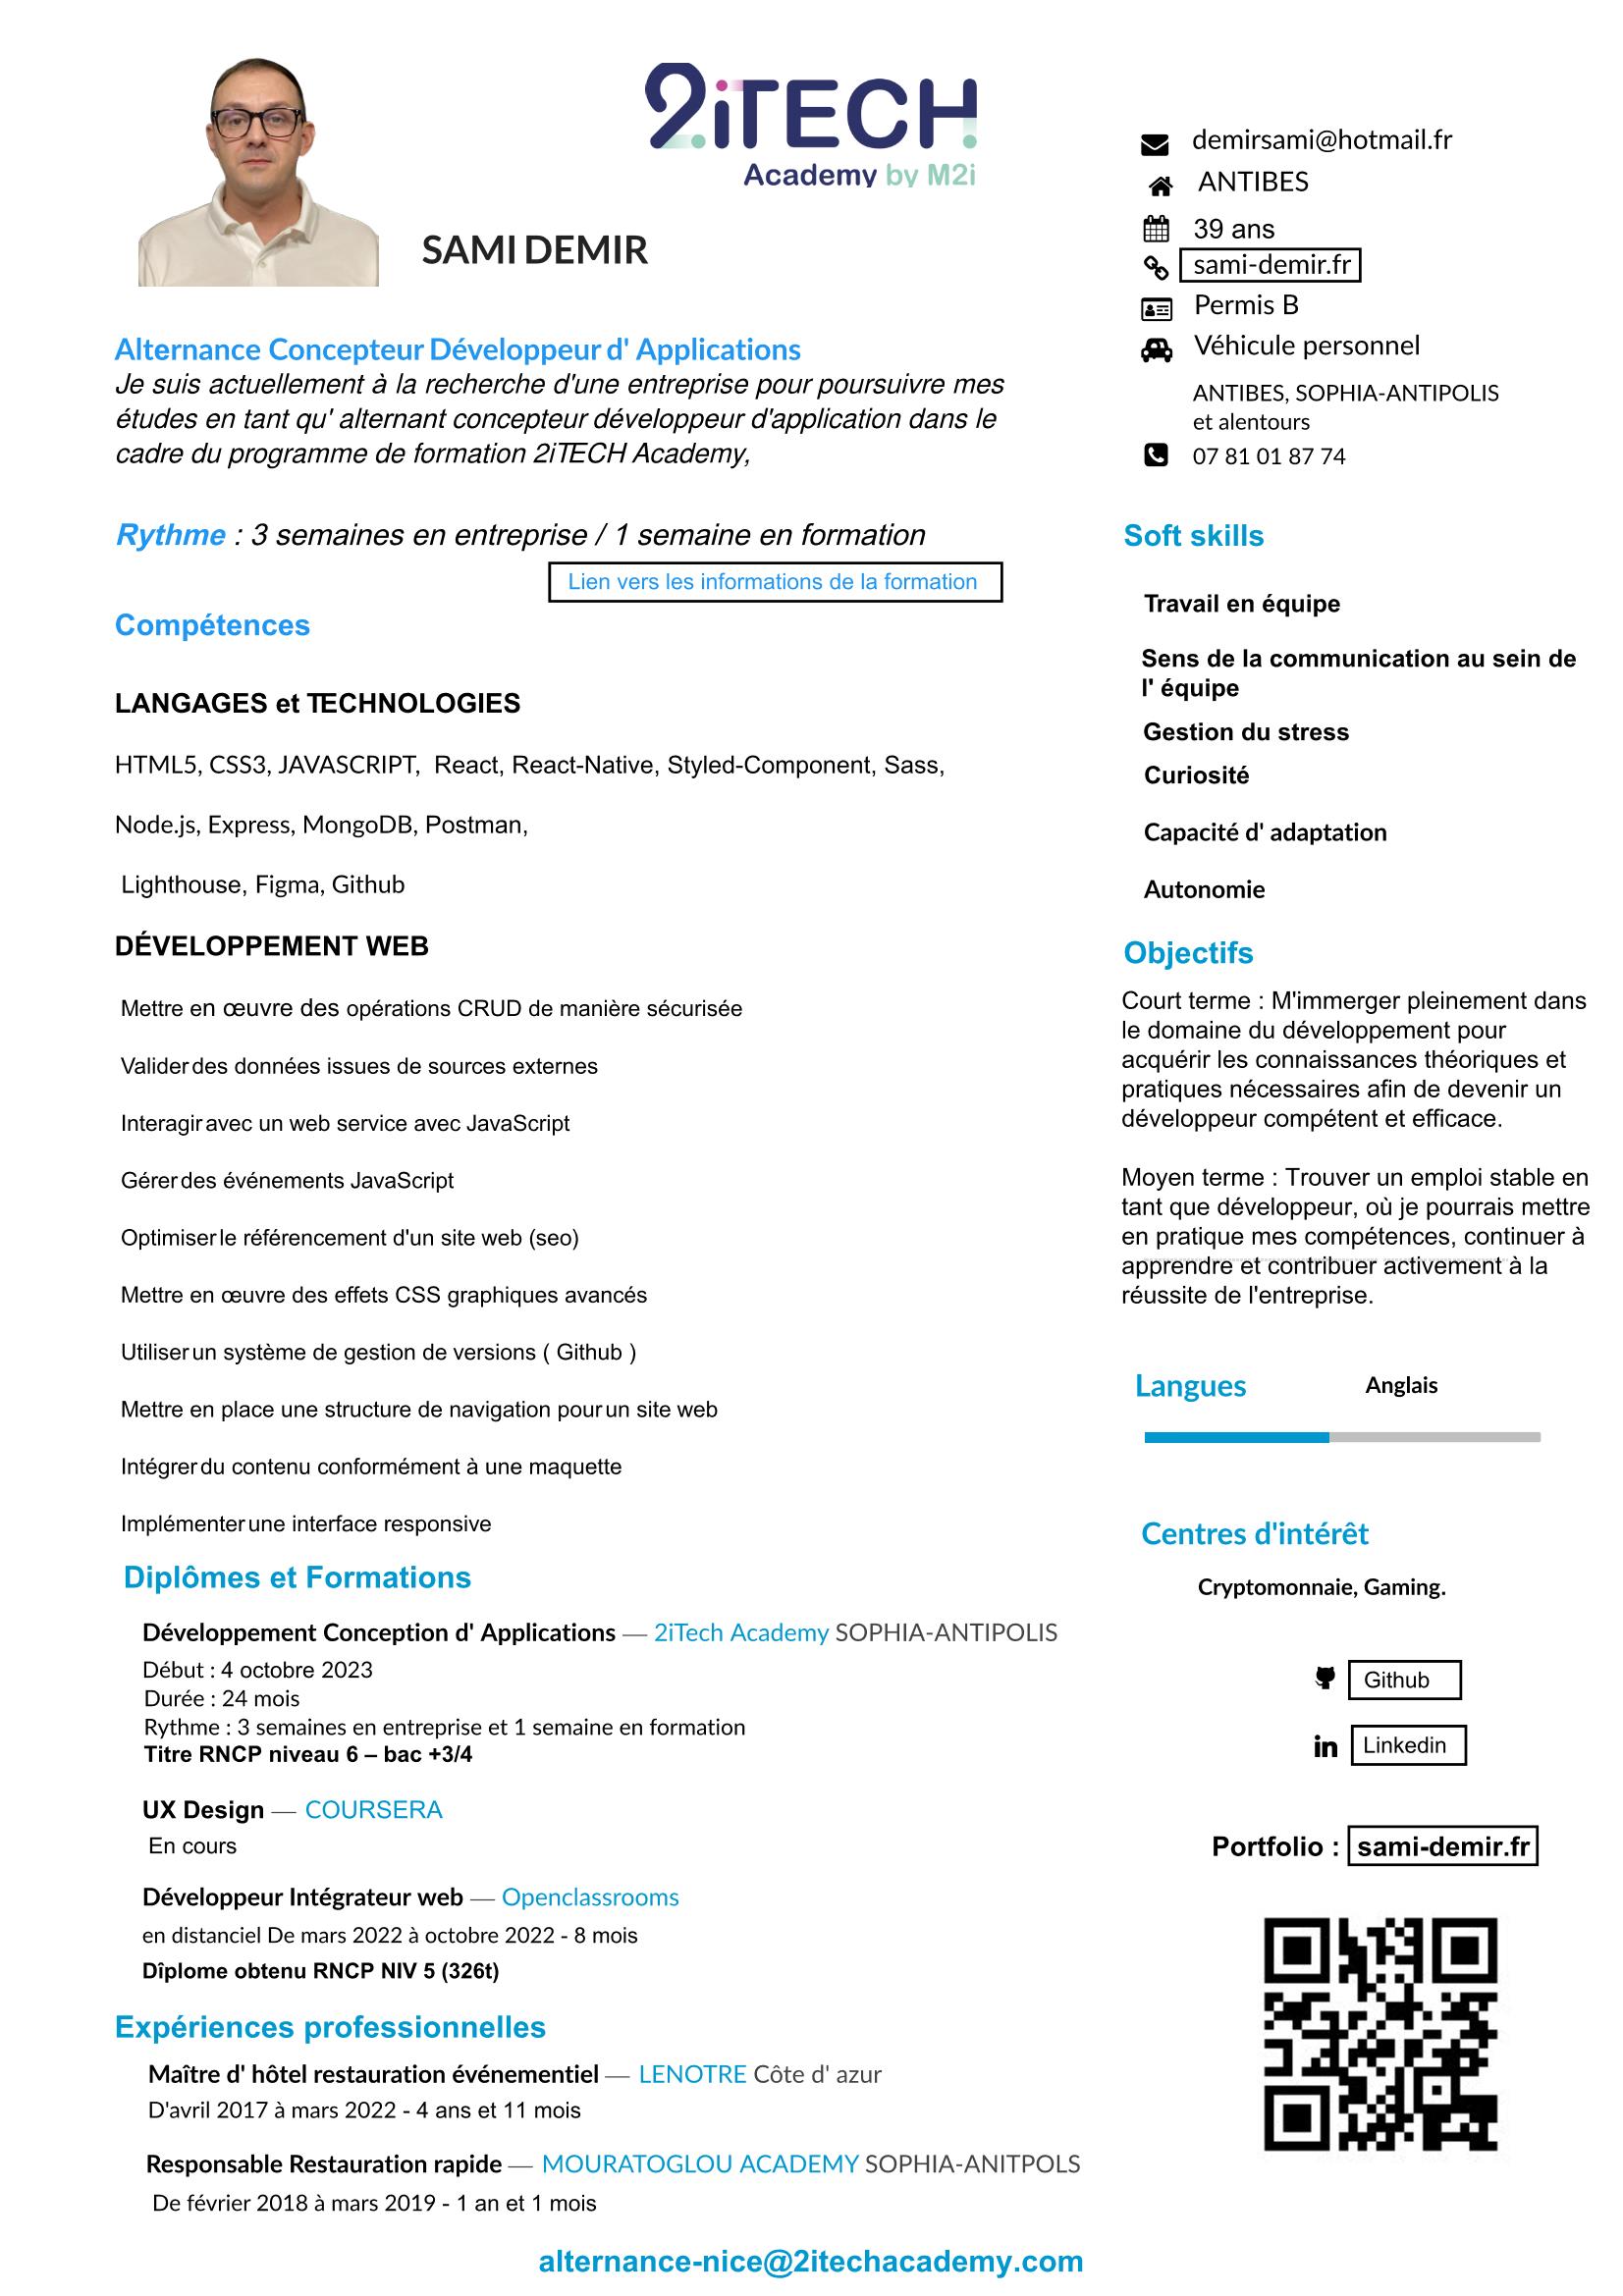 2iTECH
Academy by M2i
SAMI DEMIR
demirsami@hotmail.fr
ANTIBES
39 ans
sami-demir.fr
Permis B
Véhicule personnel
ANTIBES, SOPHIA-ANTIPOLIS
et alentours
07 81 01 87 74
Alternance Concepteur Développeur d' Applications
Je suis actuellement à la recherche d'une entreprise pour poursuivre mes
études en tant qu' alternant concepteur développeur d'application dans le
cadre du programme de formation 2iTECH Academy,
Rythme : 3 semaines en entreprise / 1 semaine en formation
Lien vers les informations de la formation
Compétences
LANGAGES et TECHNOLOGIES
HTML5, CSS3, JAVASCRIPT, React, React-Native, Styled-Component, Sass,
Node.js, Express, MongoDB, Postman,
Lighthouse, Figma, Github
DÉVELOPPEMENT WEB
Mettre en œuvre des opérations CRUD de manière sécurisée
Valider des données issues de sources externes
Interagir avec un web service avec JavaScript
Gérer des événements JavaScript
Optimiser le référencement d'un site web (seo)
Mettre en œuvre des effets CSS graphiques avancés
Utiliser un système de gestion de versions ( Github )
Mettre en place une structure de navigation pour un site web
Intégrer du contenu conformément à une maquette
Implémenter une interface responsive
Diplômes et Formations
Développement Conception d' Applications — 2iTech Academy SOPHIA-ANTIPOLIS
Début : 4 octobre 2023
Durée : 24 mois
Rythme : 3 semaines en entreprise et 1 semaine en formation
Titre RNCP niveau 6 – bac +3/4
UX Design — COURSERA
En cours
Développeur Intégrateur web — Openclassrooms
en distanciel De mars 2022 à octobre 2022 - 8 mois
Dîplome obtenu RNCP NIV 5 (326t)
Expériences professionnelles
Maître d' hôtel restauration événementiel — LENOTRE Côte d' azur
D'avril 2017 à mars 2022 - 4 ans et 11 mois
Responsable Restauration rapide — MOURATOGLOU ACADEMY SOPHIA-ANITPOLS
De février 2018 à mars 2019 - 1 an et 1 mois
Soft skills
Travail en équipe
Sens de la communication au sein de
l' équipe
Gestion du stress
Curiosité
Capacité d' adaptation
Autonomie
Objectifs
Court terme : M'immerger pleinement dans
le domaine du développement pour
acquérir les connaissances théoriques et
pratiques nécessaires afin de devenir un
développeur compétent et efficace.
Moyen terme : Trouver un emploi stable en
tant que développeur, où je pourrais mettre
en pratique mes compétences, continuer à
apprendre et contribuer activement à la
réussite de l'entreprise.
Langues Anglais
Centres d'intérêt
Cryptomonnaie, Gaming.
Github
in Linkedin
Portfolio : sami-demir.fr
alternance-nice@2itechacademy.com